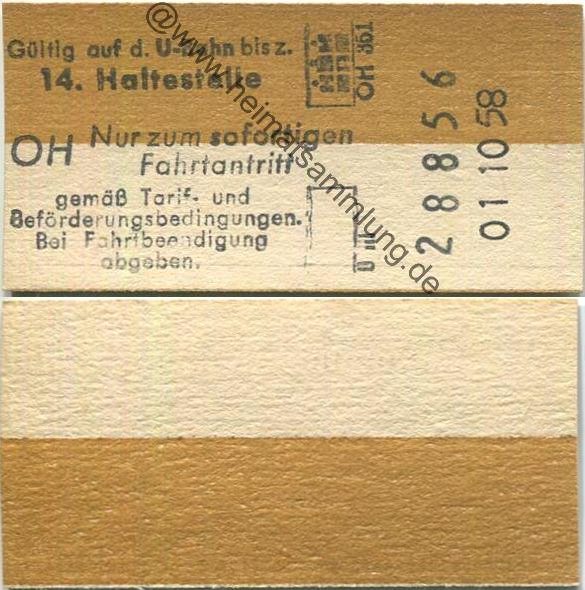 Gültig auf d. U-Bahn bis z.
14. Haltestelle
OH Nur zum sofortigen
Fahrtantritt
gemäß Tarif- und
Beförderungsbedingungen.
Bei Fahrtbeendigung
abgeben.
OH 361
28856
01 10 58
@www.heimatsammlung.de